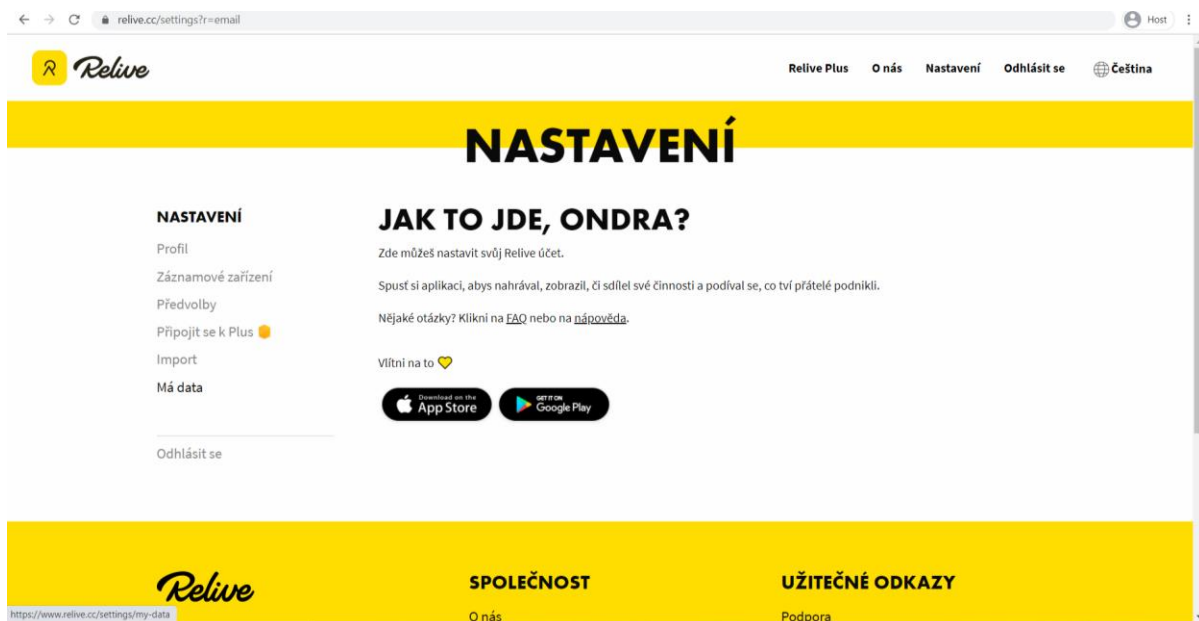 relive.cc/settings?r=email
Host
Relive
Relive Plus O nás Nastavení Odhlásit se Čeština
NASTAVENÍ
NASTAVENÍ
Profil
Záznamové zařízení
Předvolby
Připojit se k Plus
Import
Má data
Odhlásit se
JAK TO JDE, ONDRA?
Zde můžeš nastavit svůj Relive účet.
Spusť si aplikaci, abys nahrával, zobrazil, či sdílel své činnosti a podíval se, co tví přátelé podnikli.
Nějaké otázky? Klikni na FAQ nebo na nápověda.
Vlítni na to
Download on the
App Store
GET IT ON
Google Play
Relive
SPOLEČNOST
O nás
UŽITEČNÉ ODKAZY
Podpora
https://www.relive.cc/settings/my-data